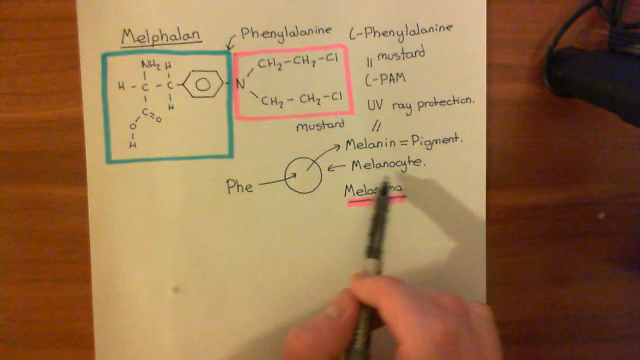 Melphalan
Phenylalanine
L-Phenylalanine
mustard
L-PAM
NH2 H
H - C - C - N
H
C
O O
H
CH2-CH2-Cl
CH2-CH2-Cl
mustard
UV ray protection.
Melanin = Pigment.
Melanocyte.
Phe